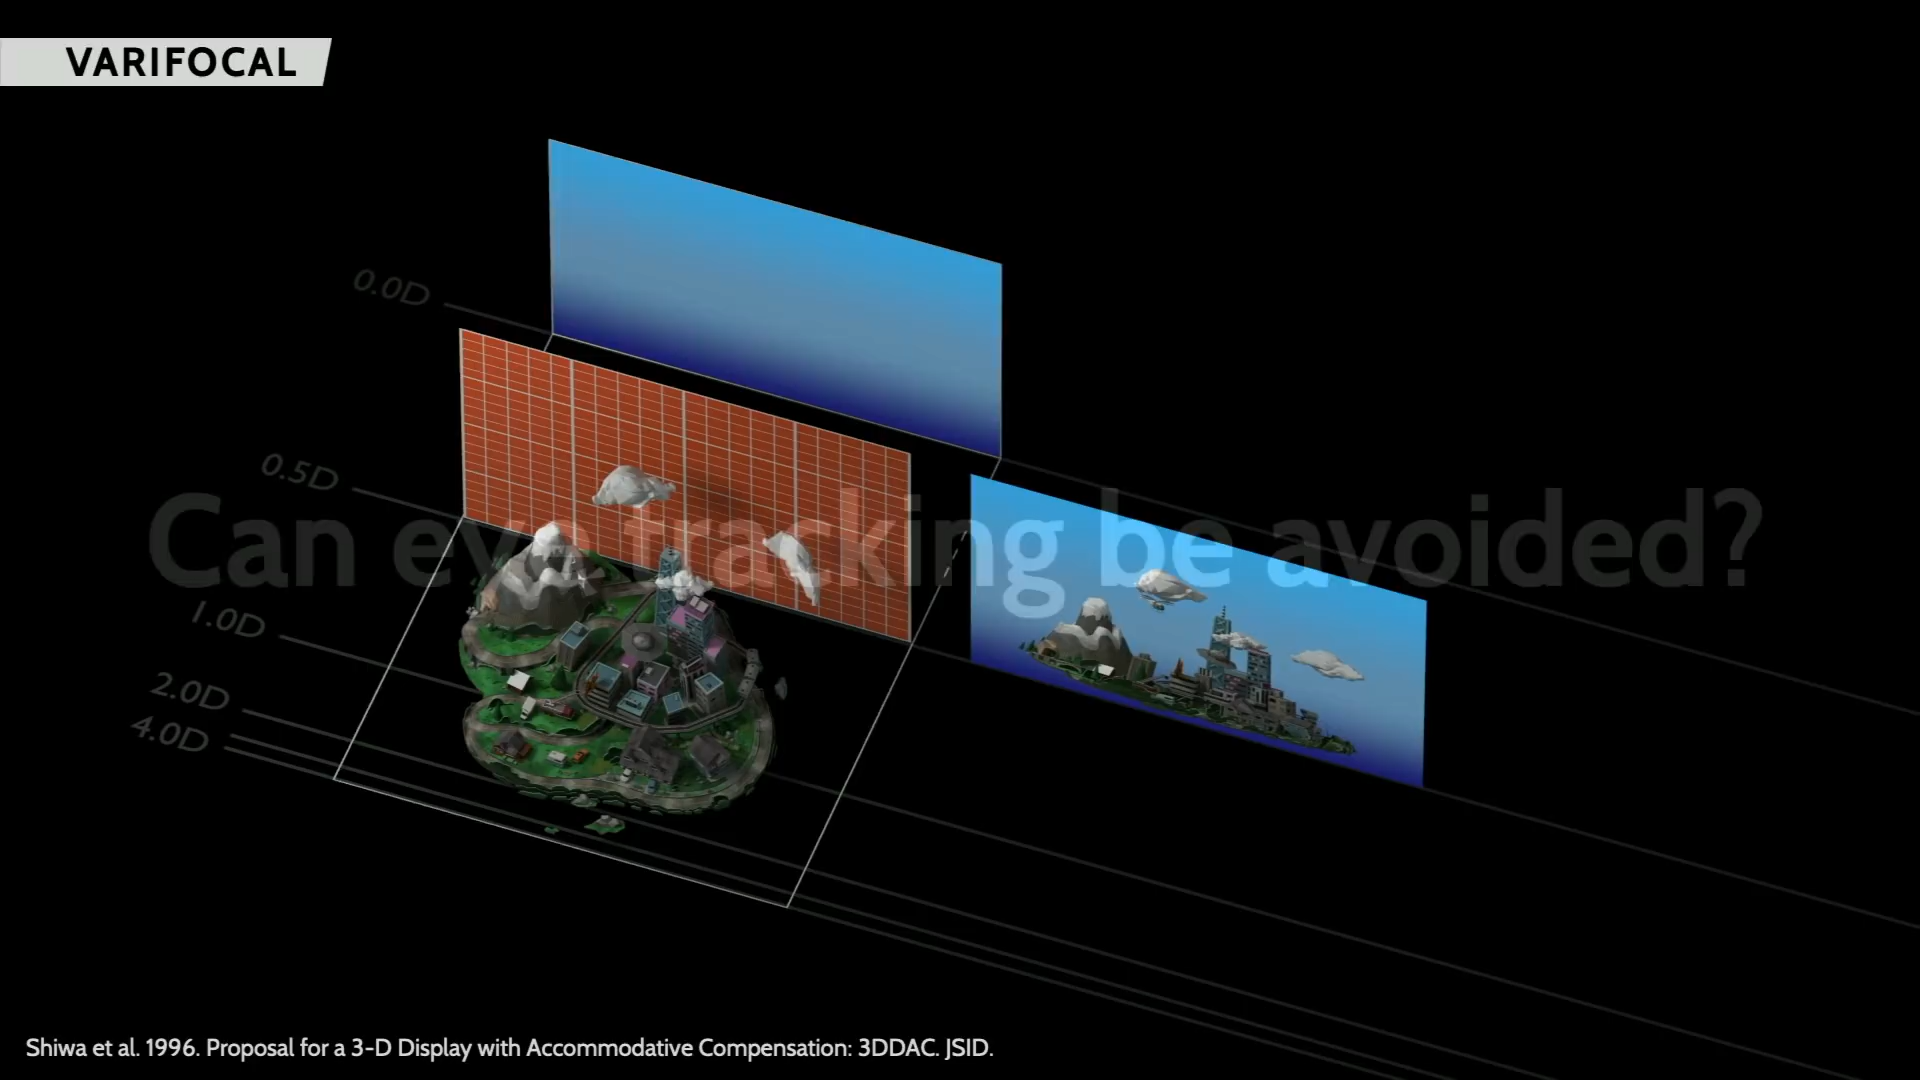 VARIFOCAL
0.0D
0.5D
Can eye tracking be avoided?
1.0D
2.0D
4.0D
Shiwa et al. 1996. Proposal for a 3-D Display with Accommodative Compensation: 3DDAC. JSID.